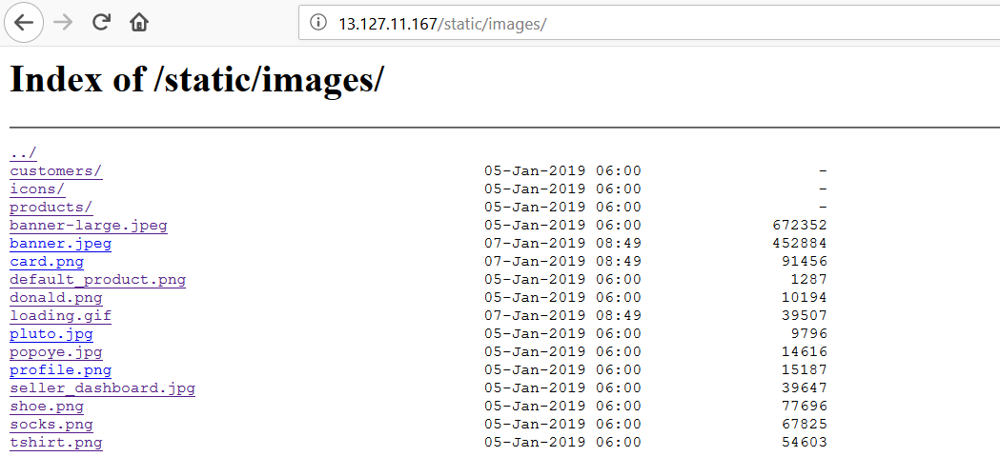 13.127.11.167/static/images/
Index of /static/images/
../
customers/ 05-Jan-2019 06:00 -
icons/ 05-Jan-2019 06:00 -
products/ 05-Jan-2019 06:00 -
banner-large.jpeg 05-Jan-2019 06:00 672352
banner.jpeg 07-Jan-2019 08:49 452884
card.png 07-Jan-2019 08:49 91456
default_product.png 05-Jan-2019 06:00 1287
donald.png 05-Jan-2019 06:00 10194
loading.gif 07-Jan-2019 08:49 39507
pluto.jpg 05-Jan-2019 06:00 9796
popoye.jpg 05-Jan-2019 06:00 14616
profile.png 05-Jan-2019 06:00 15187
seller_dashboard.jpg 05-Jan-2019 06:00 39647
shoe.png 05-Jan-2019 06:00 77696
socks.png 05-Jan-2019 06:00 67825
tshirt.png 05-Jan-2019 06:00 54603